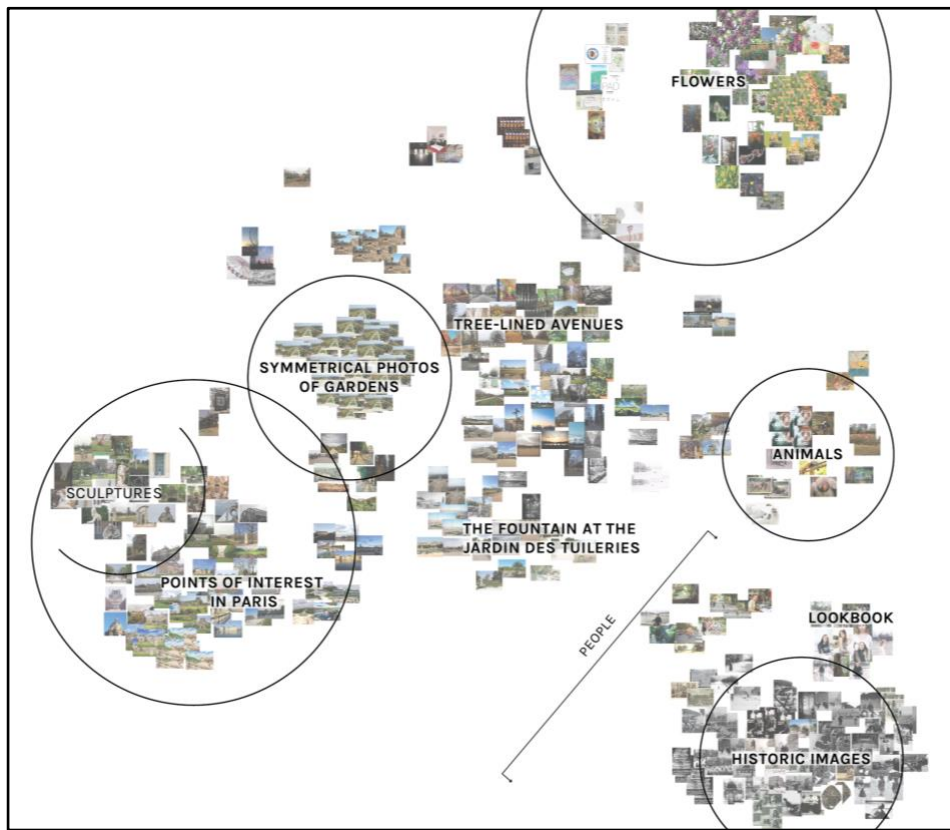 FLOWERS
TREE-LINED AVENUES
SYMMETRICAL PHOTOS
OF GARDENS
ANIMALS
SCULPTURES
THE FOUNTAIN AT THE
JARDIN DES TUILERIES
POINTS OF INTEREST
IN PARIS
PEOPLE
LOOKBOOK
HISTORIC IMAGES